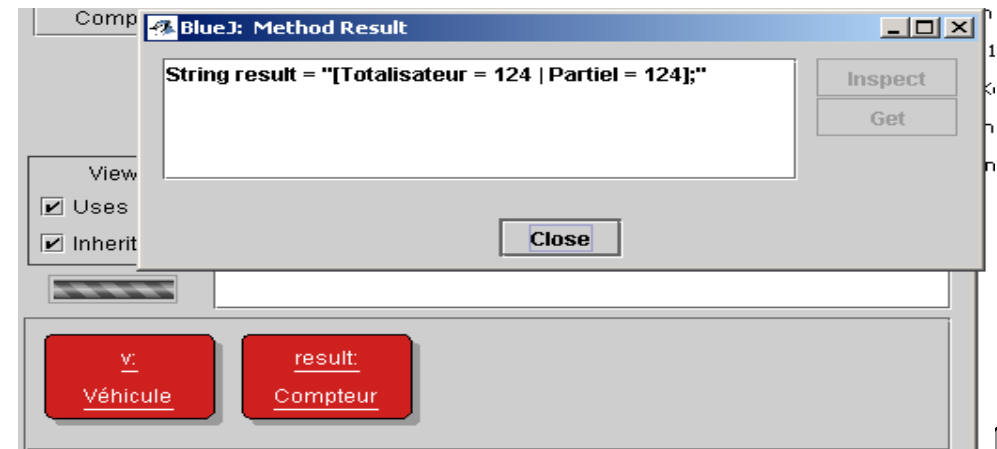 Comp
BlueJ: Method Result
String result = "[Totalisateur = 124 | Partiel = 124];"
Inspect
Get
View
Uses
Inherit
Close
v:
Véhicule
result:
Compteur